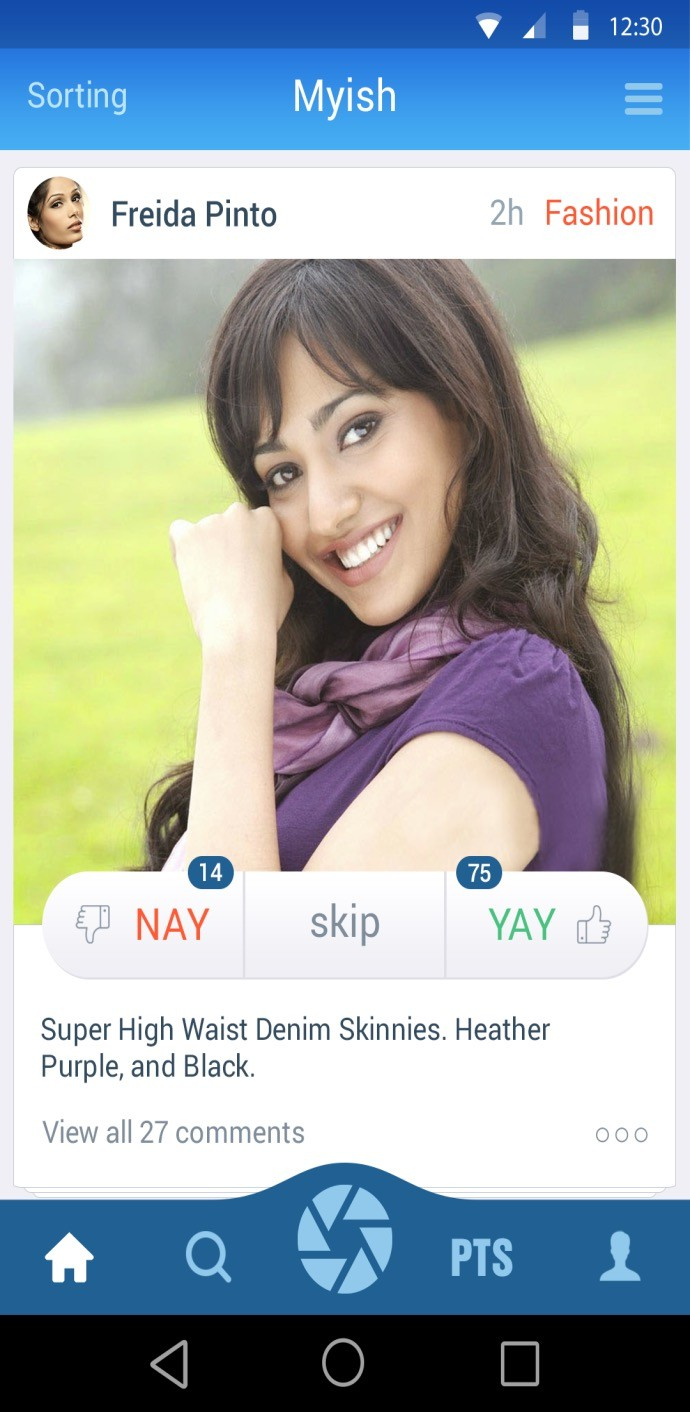 12:30
Sorting
Myish
Freida Pinto
2h Fashion
14
75
NAY
skip
YAY
Super High Waist Denim Skinnies. Heather
Purple, and Black.
View all 27 comments
PTS